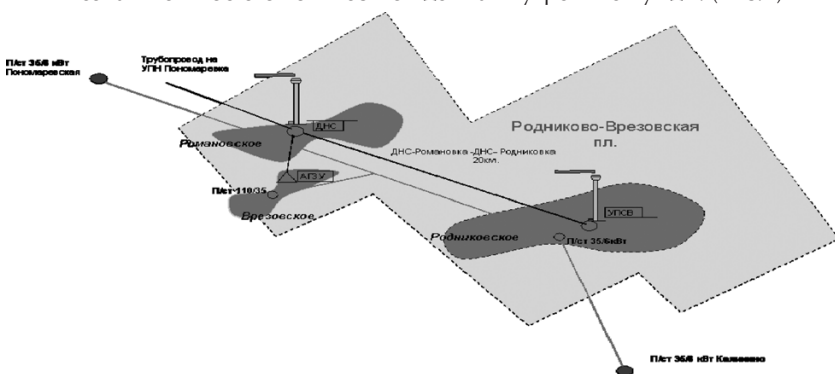 П/ст 35/6 кВт
Пономаревская
Трубопровод на
УПН Пономаревка
ДНС
Романовское
Родниково-Врезовская
пл.
ДНС-Романовка -ДНС- Родниковка
20км.
АГЗУ
П/ст 110/35
Врезовское
УПСВ
Родниковское
П/ст 35/6кВт
П/ст 35/6 кВт